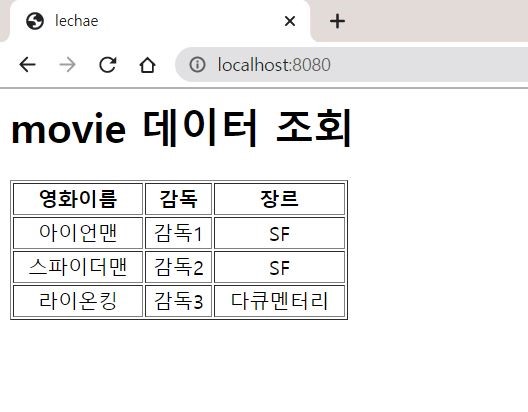 lechae
localhost:8080
movie 데이터 조회
영화이름 감독 장르
아이언맨 감독1 SF
스파이더맨 감독2 SF
라이온킹 감독3 다큐멘터리